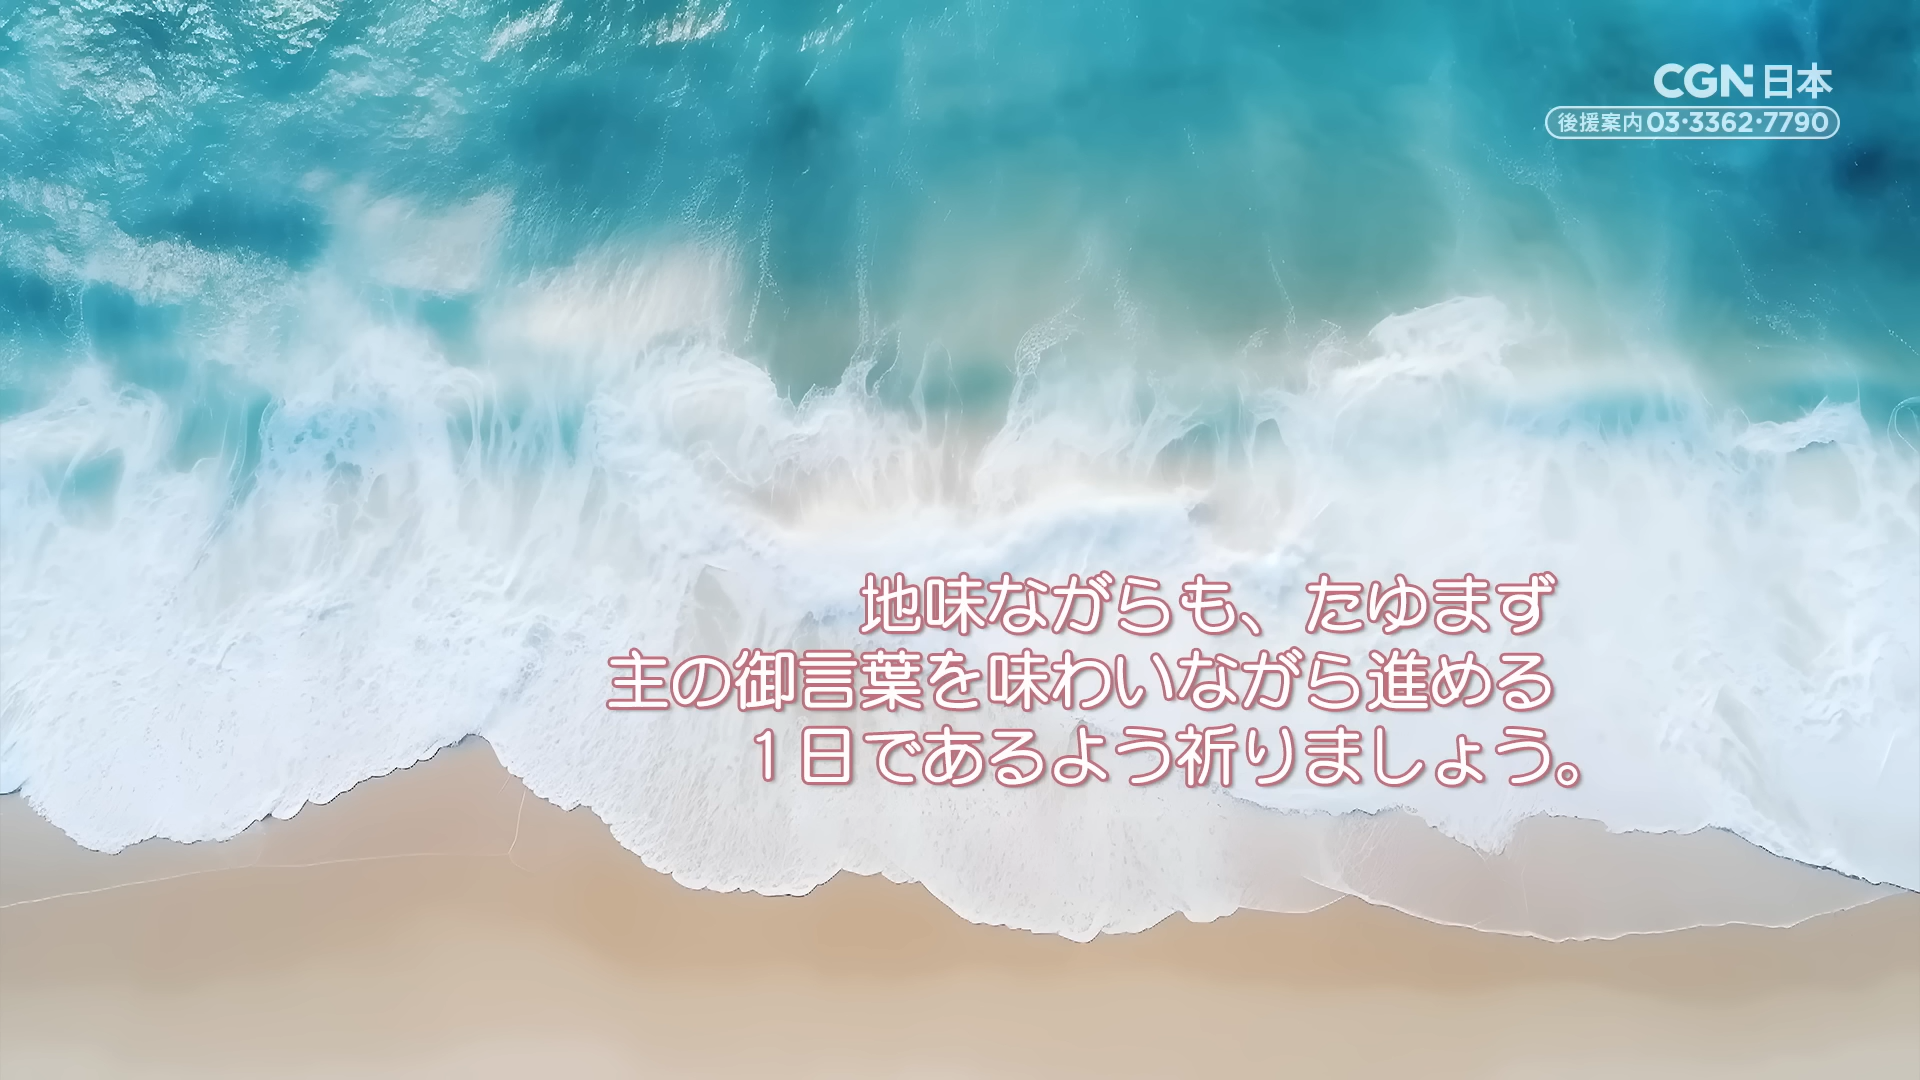 CGN日本
後援案内03·3362·7790
地味ながらも、たゆまず
主の御言葉を味わいながら進める
1日であるよう祈りましょう。